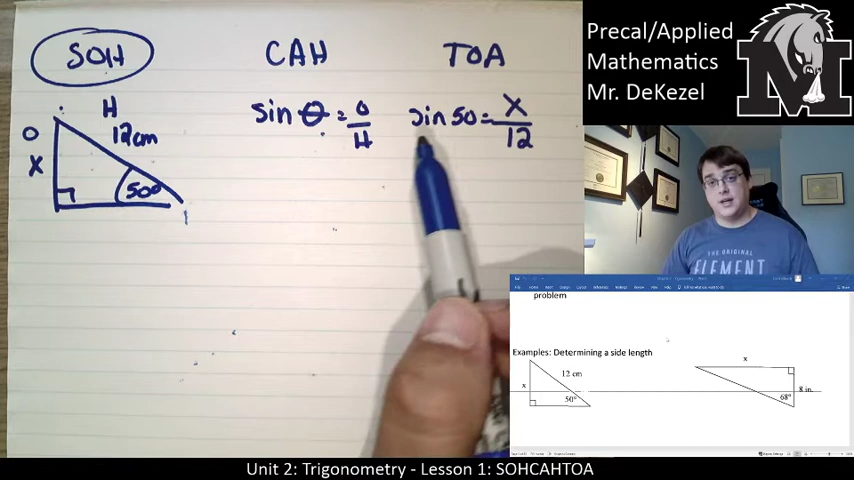 SOH CAH TOA
H
12cm
O
X
50°
sin θ = O
H
sin 50 = X
12
Precal/Applied
Mathematics
Mr. DeKezel
M
THE ORIGINAL
ELEMENT
problem
Examples: Determining a side length
x
12 cm
50°
x
8 in.
68°
Unit 2: Trigonometry - Lesson 1: SOHCAHTOA